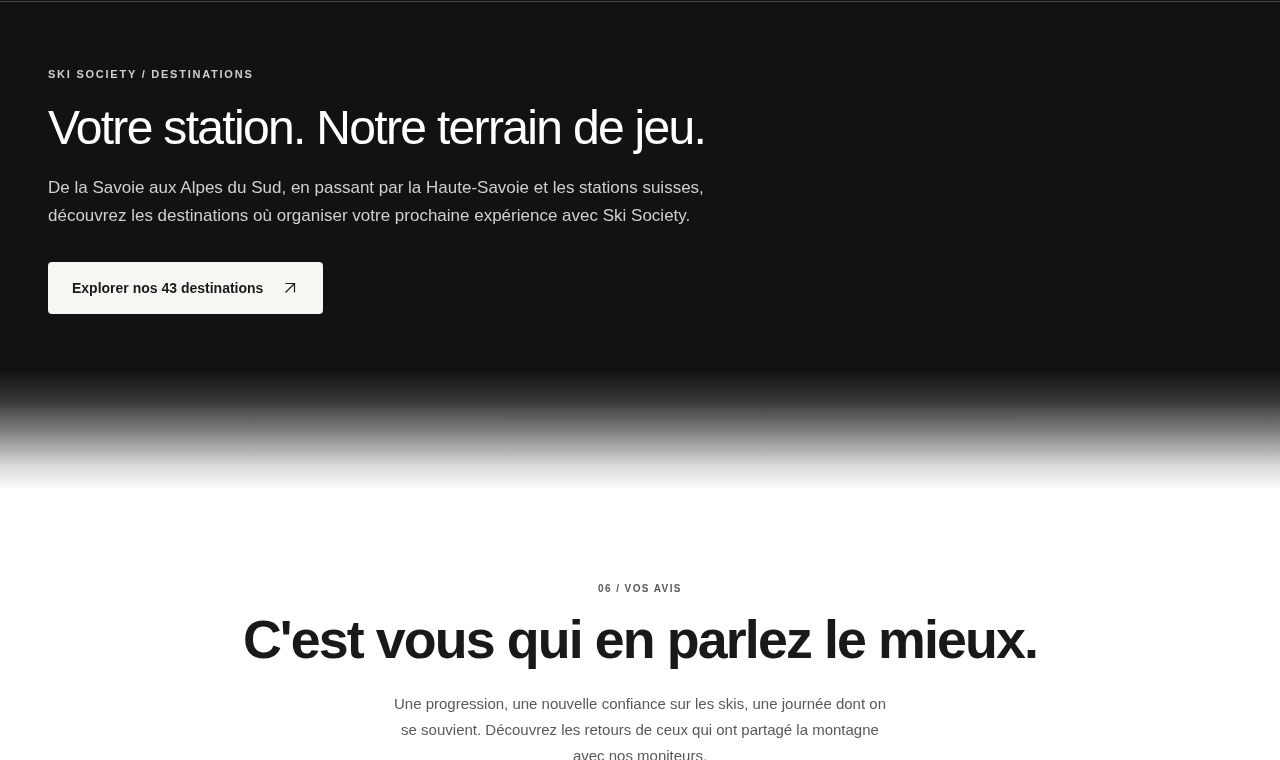 SKI SOCIETY / DESTINATIONS
Votre station. Notre terrain de jeu.
De la Savoie aux Alpes du Sud, en passant par la Haute-Savoie et les stations suisses,
découvrez les destinations où organiser votre prochaine expérience avec Ski Society.
Explorer nos 43 destinations
06 / VOS AVIS
C'est vous qui en parlez le mieux.
Une progression, une nouvelle confiance sur les skis, une journée dont on
se souvient. Découvrez les retours de ceux qui ont partagé la montagne
avec nos moniteurs.